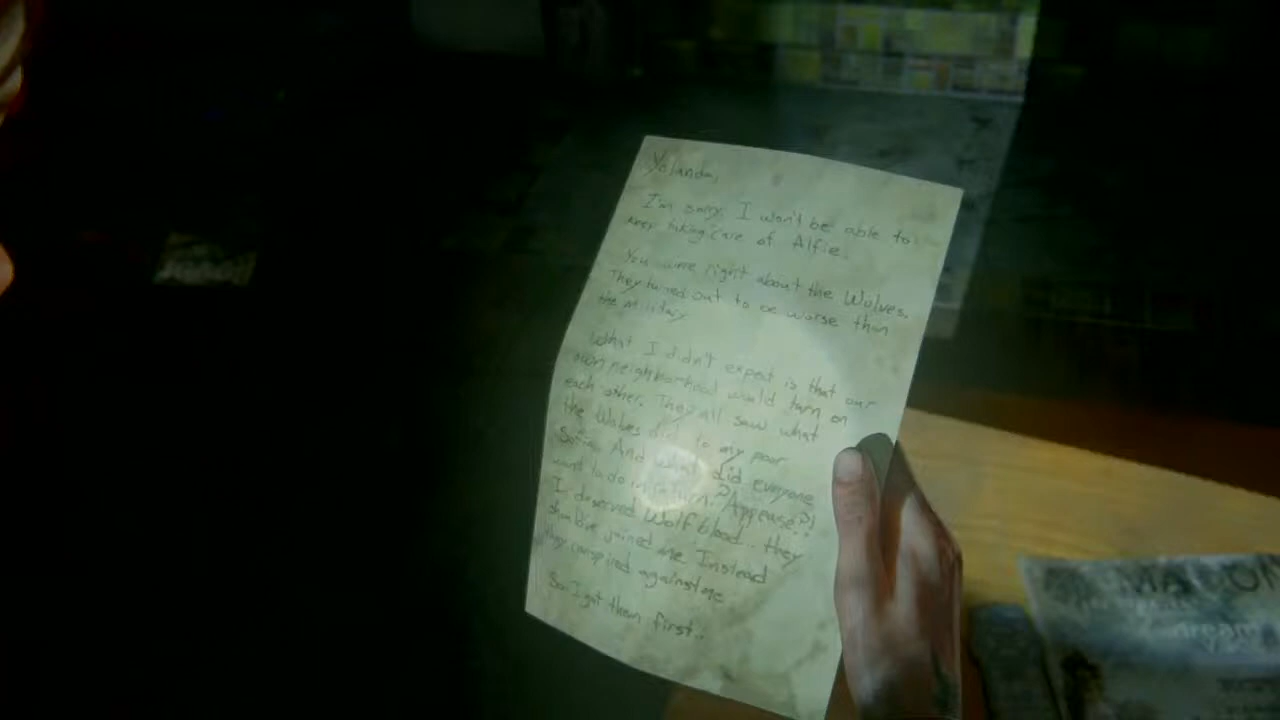 Yolanda,
I'm sorry. I won't be able to
keep taking care of Alfie.
You were right about the Wolves.
They turned out to be worse than
the military
What I didn't expect is that our
own neighborhood would turn on
each other. They all saw what
the Wolves did to my poor
Sofia. And what did everyone
want to do in return? Appease?!
I deserved Wolf blood.. they
should've joined me Instead
they conspired against me
So I got them first..